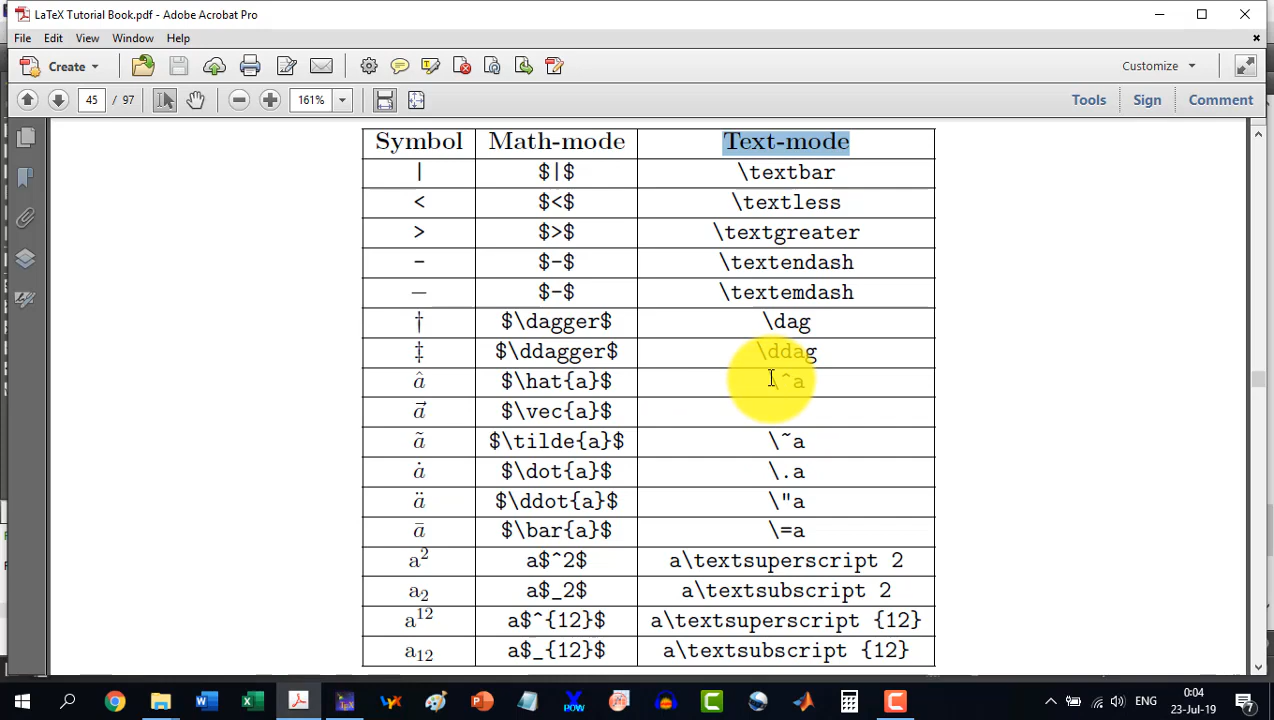 LaTeX Tutorial Book.pdf - Adobe Acrobat Pro
File Edit View Window Help
Create Customize
45 / 97 161% Tools Sign Comment
Symbol Math-mode Text-mode
| $|$ \textbar
< $<$ \textless
> $>$ \textgreater
– $-$ \textendash
— $-$ \textemdash
† $\dagger$ \dag
‡ $\ddagger$ \ddag
â $\hat{a}$ \^a
a⃗ $\vec{a}$
ã $\tilde{a}$ \~a
ȧ $\dot{a}$ \.a
ä $\ddot{a}$ \"a
ā $\bar{a}$ \=a
a² a$^2$ a\textsuperscript 2
a₂ a$_2$ a\textsubscript 2
a¹² a$^{12}$ a\textsuperscript {12}
a₁₂ a$_{12}$ a\textsubscript {12}
ENG 0:04
23-Jul-19 7